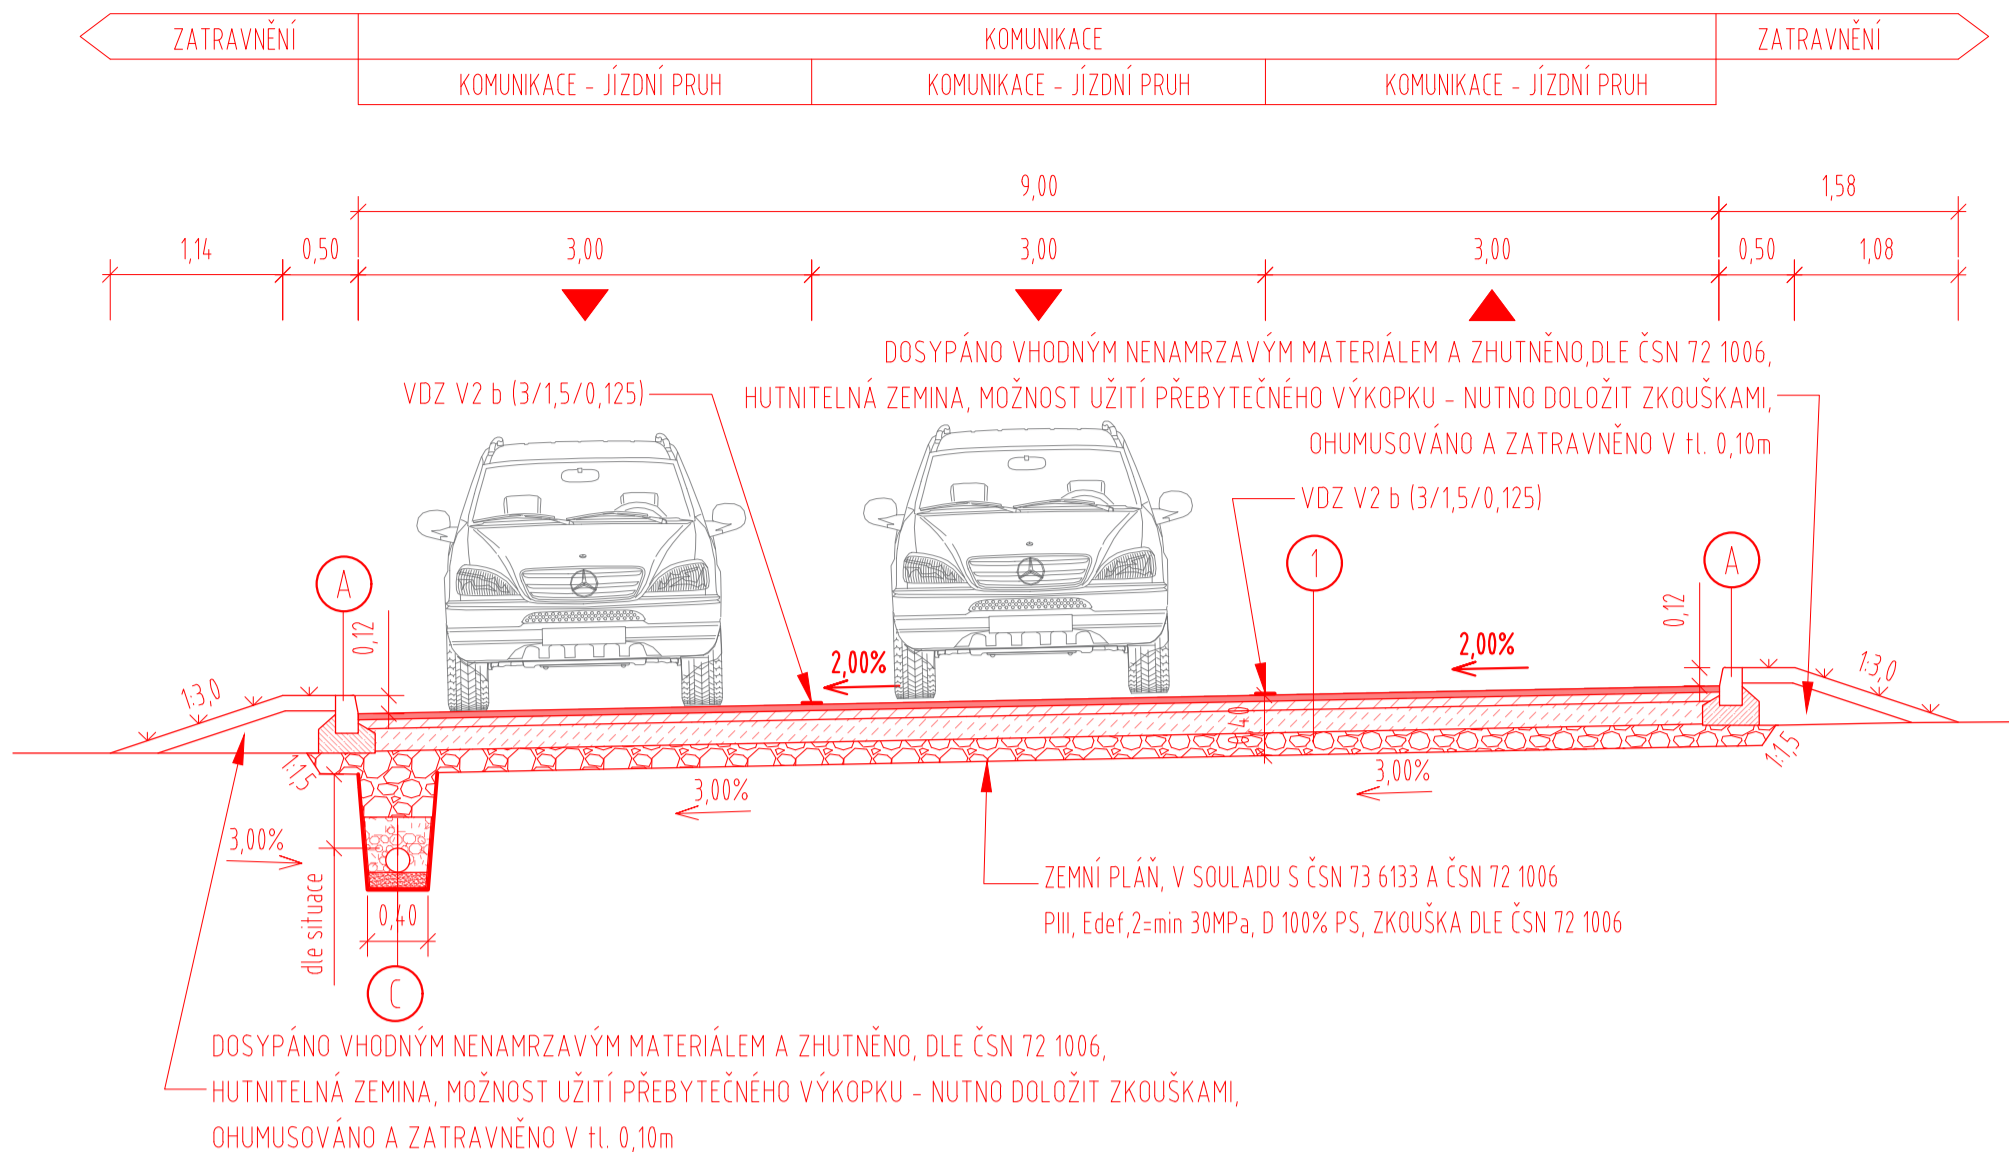 ZATRAVNĚNÍ KOMUNIKACE ZATRAVNĚNÍ
KOMUNIKACE - JÍZDNÍ PRUH KOMUNIKACE - JÍZDNÍ PRUH KOMUNIKACE - JÍZDNÍ PRUH
9,00 1,58
1,14 0,50 3,00 3,00 3,00 0,50 1,08
DOSYPÁNO VHODNÝM NENAMRZAVÝM MATERIÁLEM A ZHUTNĚNO,DLE ČSN 72 1006,
HUTNITELNÁ ZEMINA, MOŽNOST UŽITÍ PŘEBYTEČNÉHO VÝKOPKU - NUTNO DOLOŽIT ZKOUŠKAMI,
OHUMUSOVÁNO A ZATRAVNĚNO V tl. 0,10m
VDZ V2 b (3/1,5/0,125)
VDZ V2 b (3/1,5/0,125)
A
1
A
0,12
0,12
2,00%
2,00%
1:3,0
1:3,0
1:1,5
1:1,5
3,00%
3,00%
3,00%
dle situace
0,40
C
ZEMNÍ PLÁŇ, V SOULADU S ČSN 73 6133 A ČSN 72 1006
PIII, Edef,2=min 30MPa, D 100% PS, ZKOUŠKA DLE ČSN 72 1006
DOSYPÁNO VHODNÝM NENAMRZAVÝM MATERIÁLEM A ZHUTNĚNO, DLE ČSN 72 1006,
HUTNITELNÁ ZEMINA, MOŽNOST UŽITÍ PŘEBYTEČNÉHO VÝKOPKU - NUTNO DOLOŽIT ZKOUŠKAMI,
OHUMUSOVÁNO A ZATRAVNĚNO V tl. 0,10m